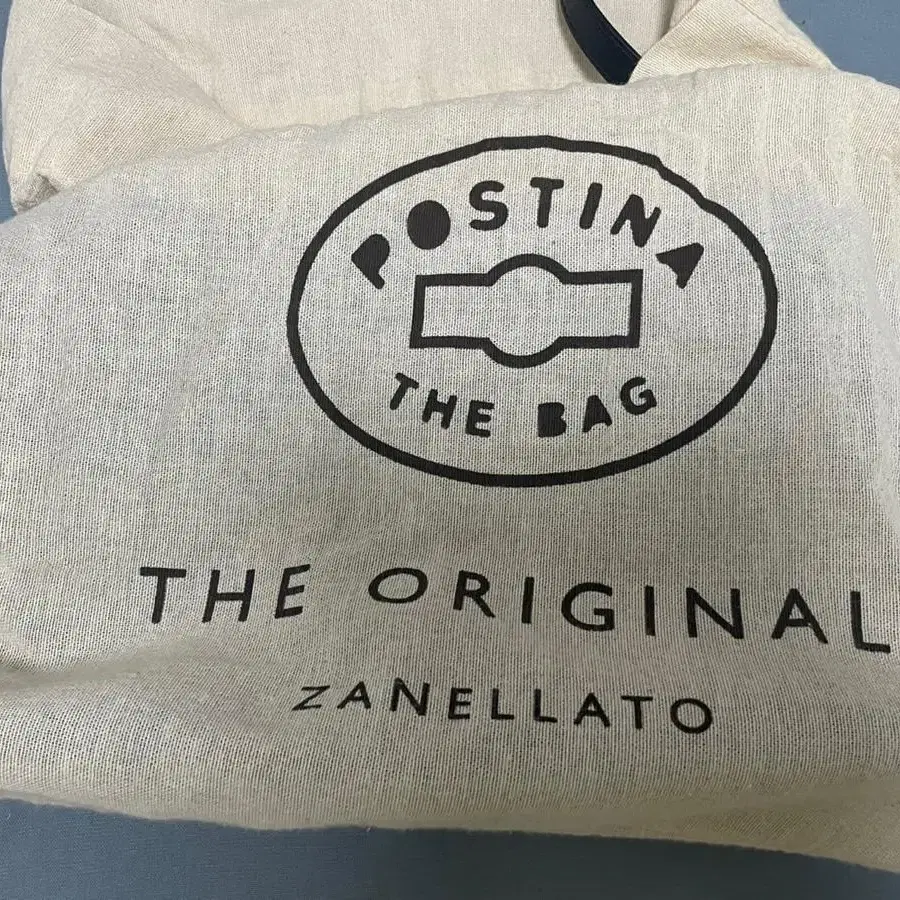 POSTINA
THE BAG
THE ORIGINAL
ZANELLATO